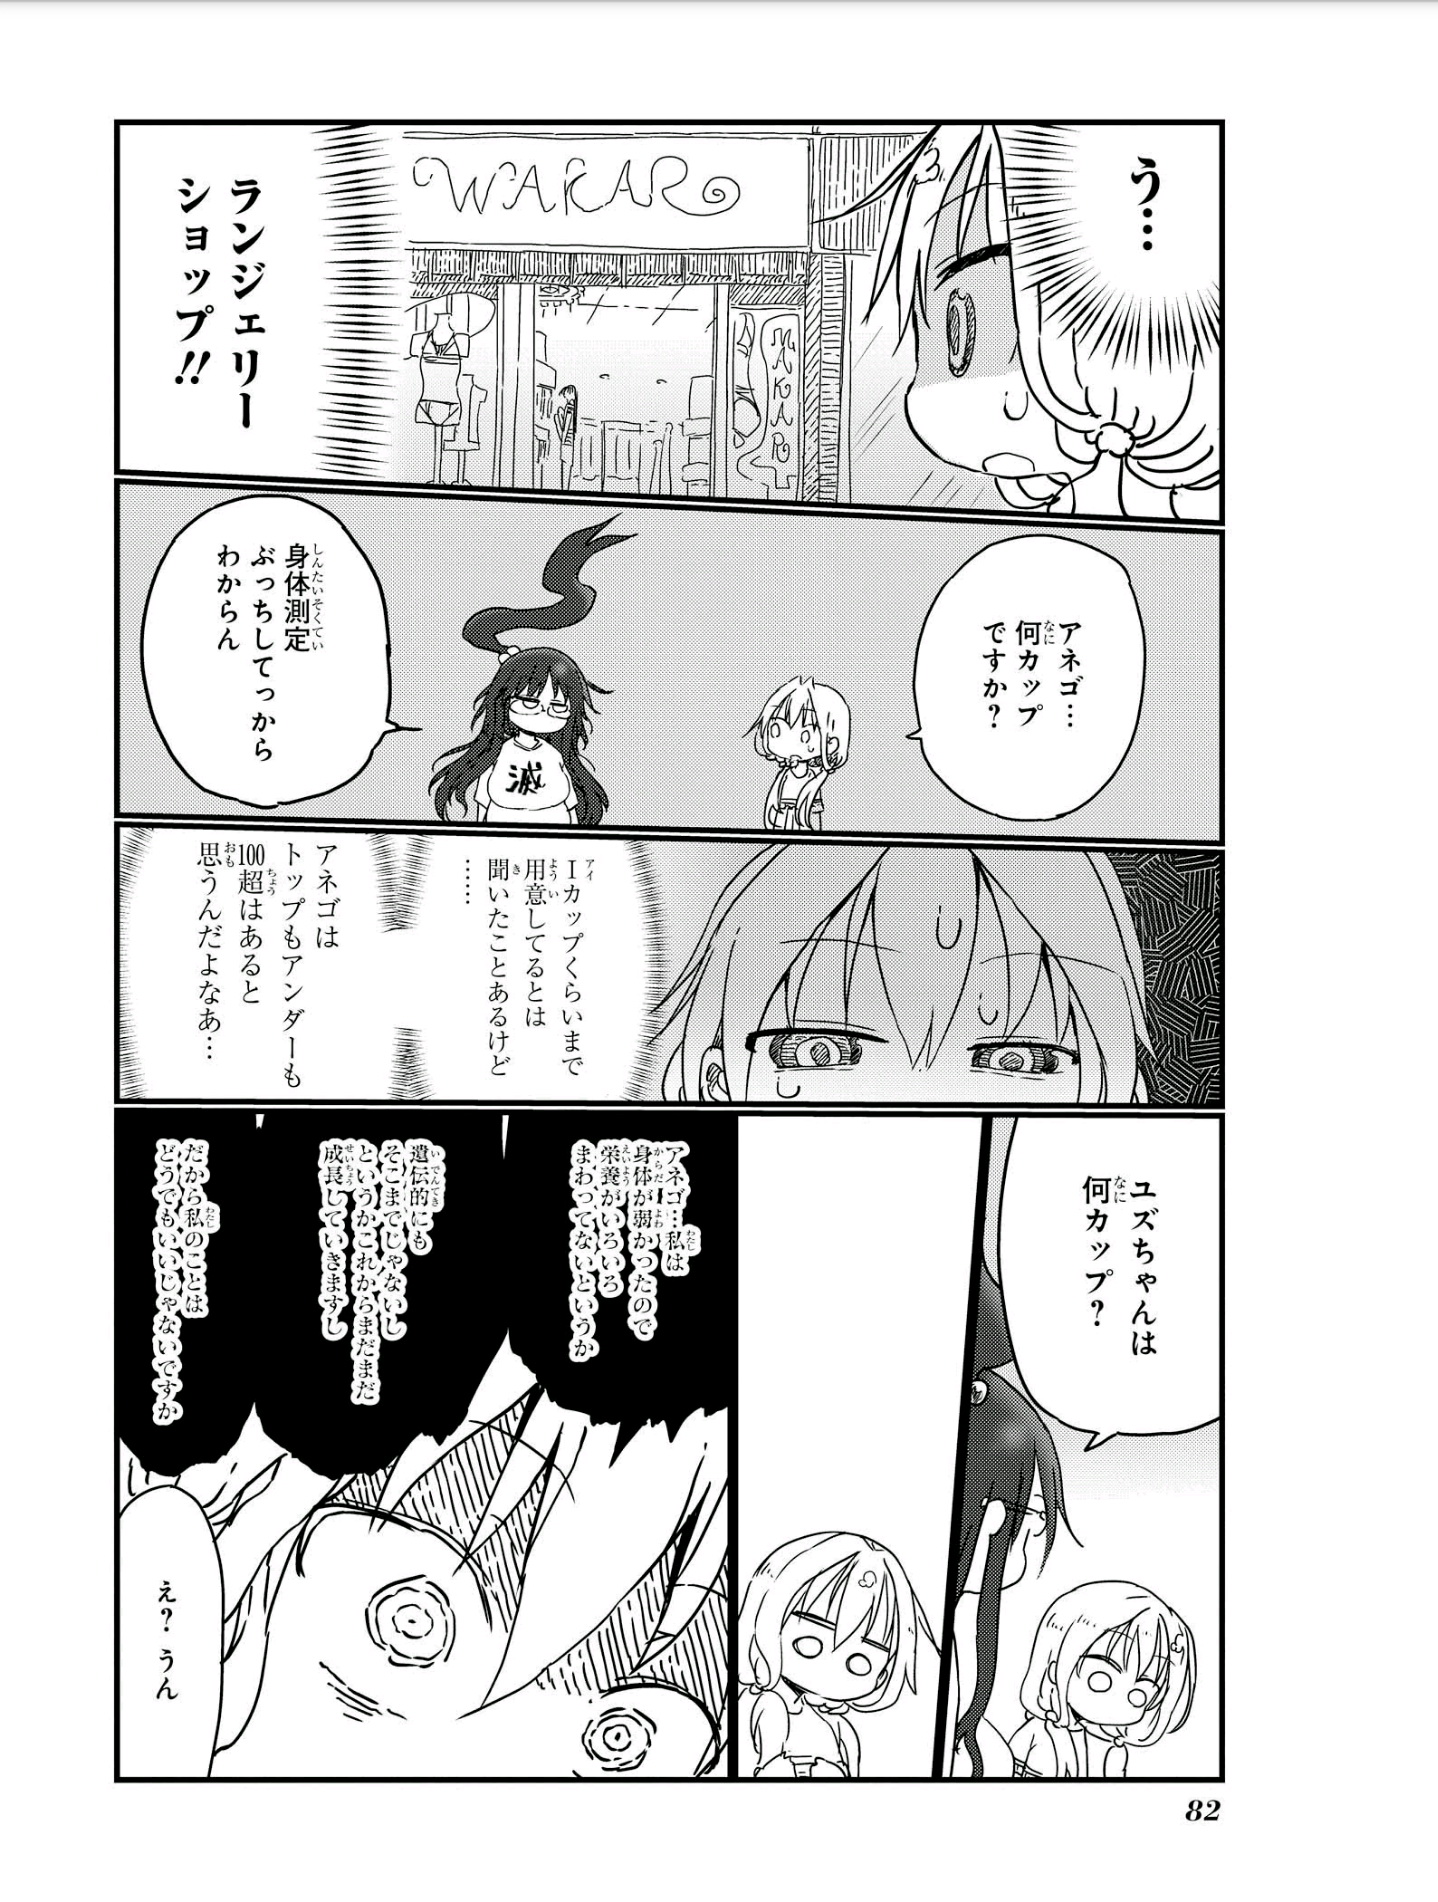 う…
WAKAR
WAKAR
ランジェリー
ショップ!!
アネゴ…
何カップ
ですか?
身体測定
ぶっちしてっから
わからん
滅
Iカップくらいまで
用意してるとは
聞いたことあるけど
……
アネゴは
トップもアンダーも
100超はあると
思うんだよなあ…
ユズちゃんは
何カップ?
アネゴ…私は
身体が弱かったので
栄養がいろいろ
まわってないというか
遺伝的にも
そこまでじゃないし
というかこれからまだまだ
成長していきますし
だから私のことは
どうでもいいじゃないですか
え?うん
82